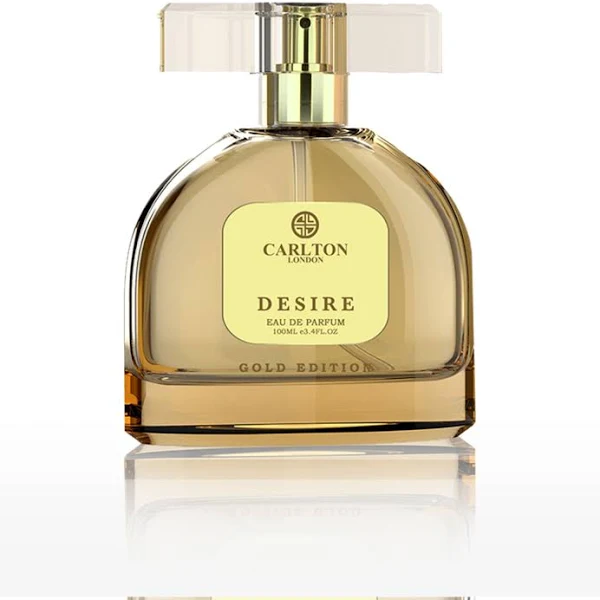 CARLTON
LONDON
DESIRE
EAU DE PARFUM
100ML e3.4FL.OZ
GOLD EDITION